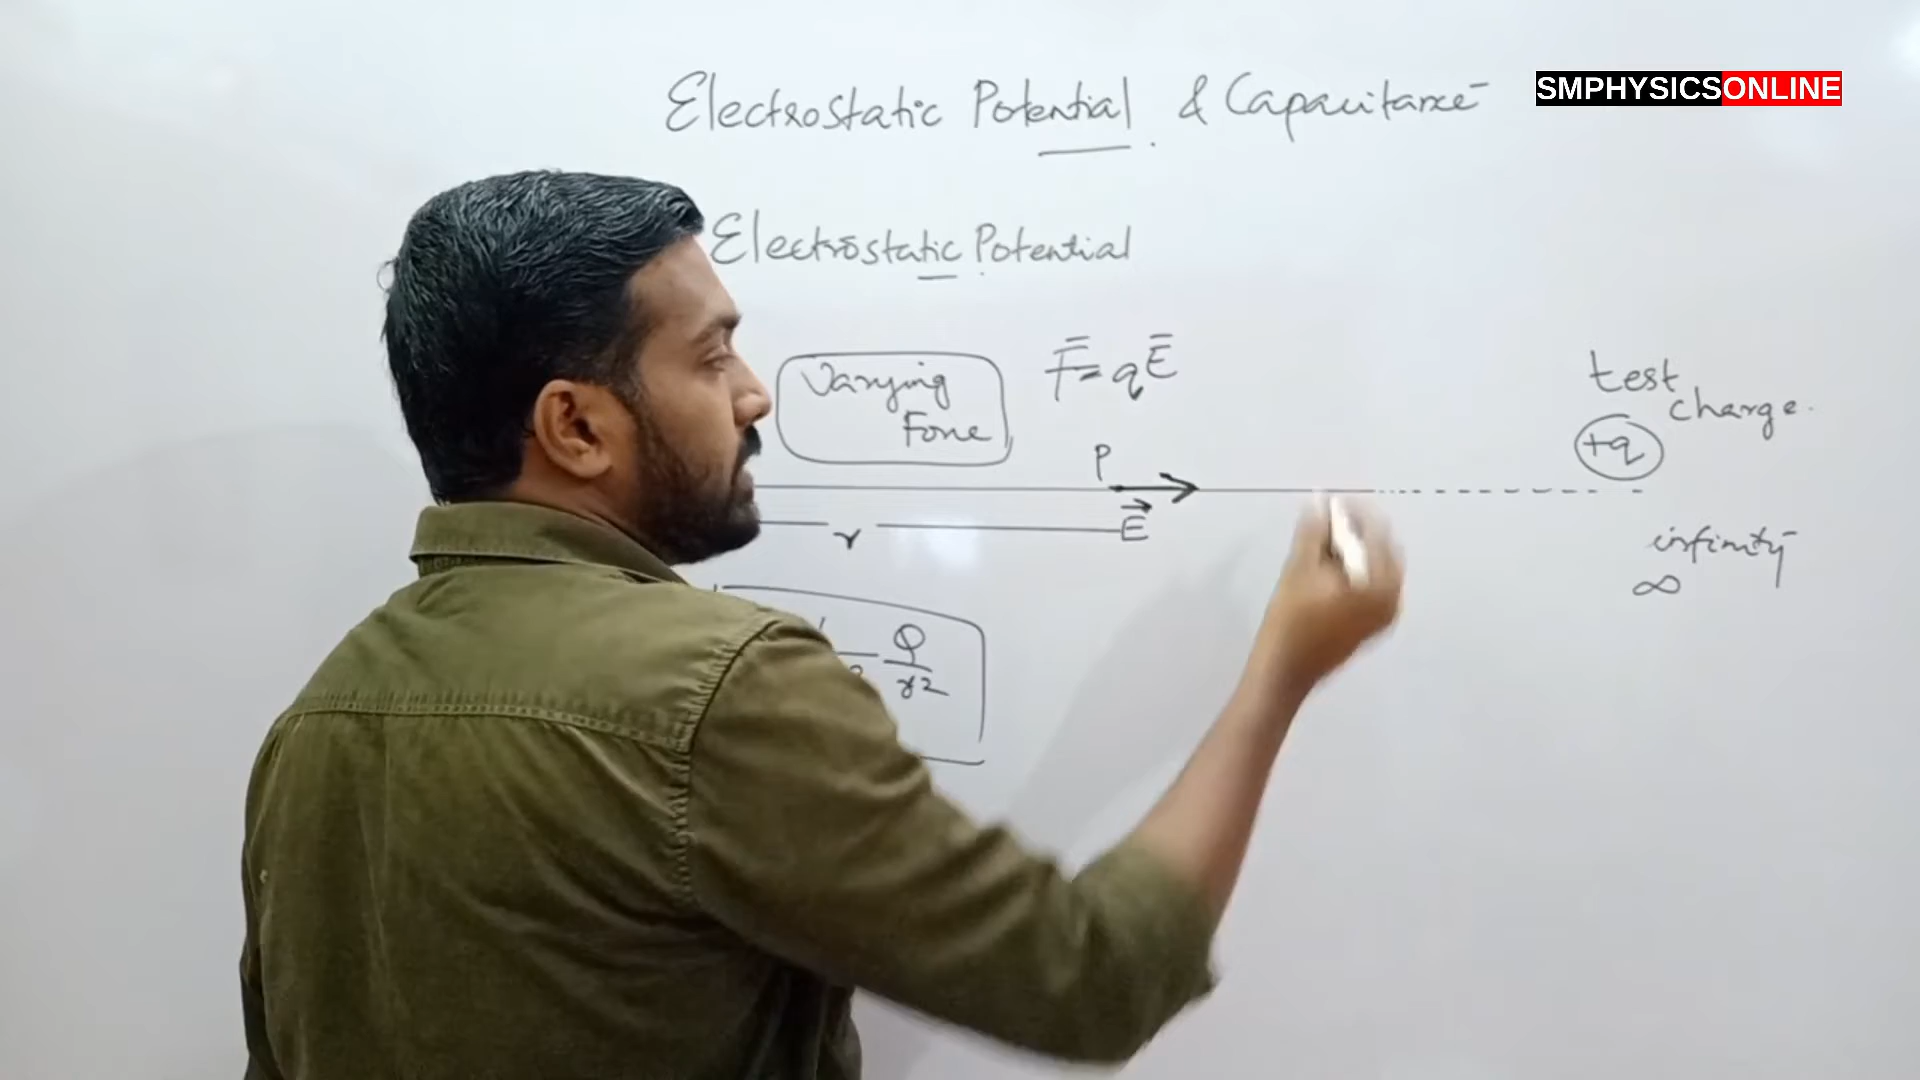 Electrostatic Potential & Capacitance
SMPHYSICSONLINE
Electrostatic Potential
Varying
Force
F̅ = qE̅
test
charge.
+q
P
E⃗
r
infinity
∞
Q
r2